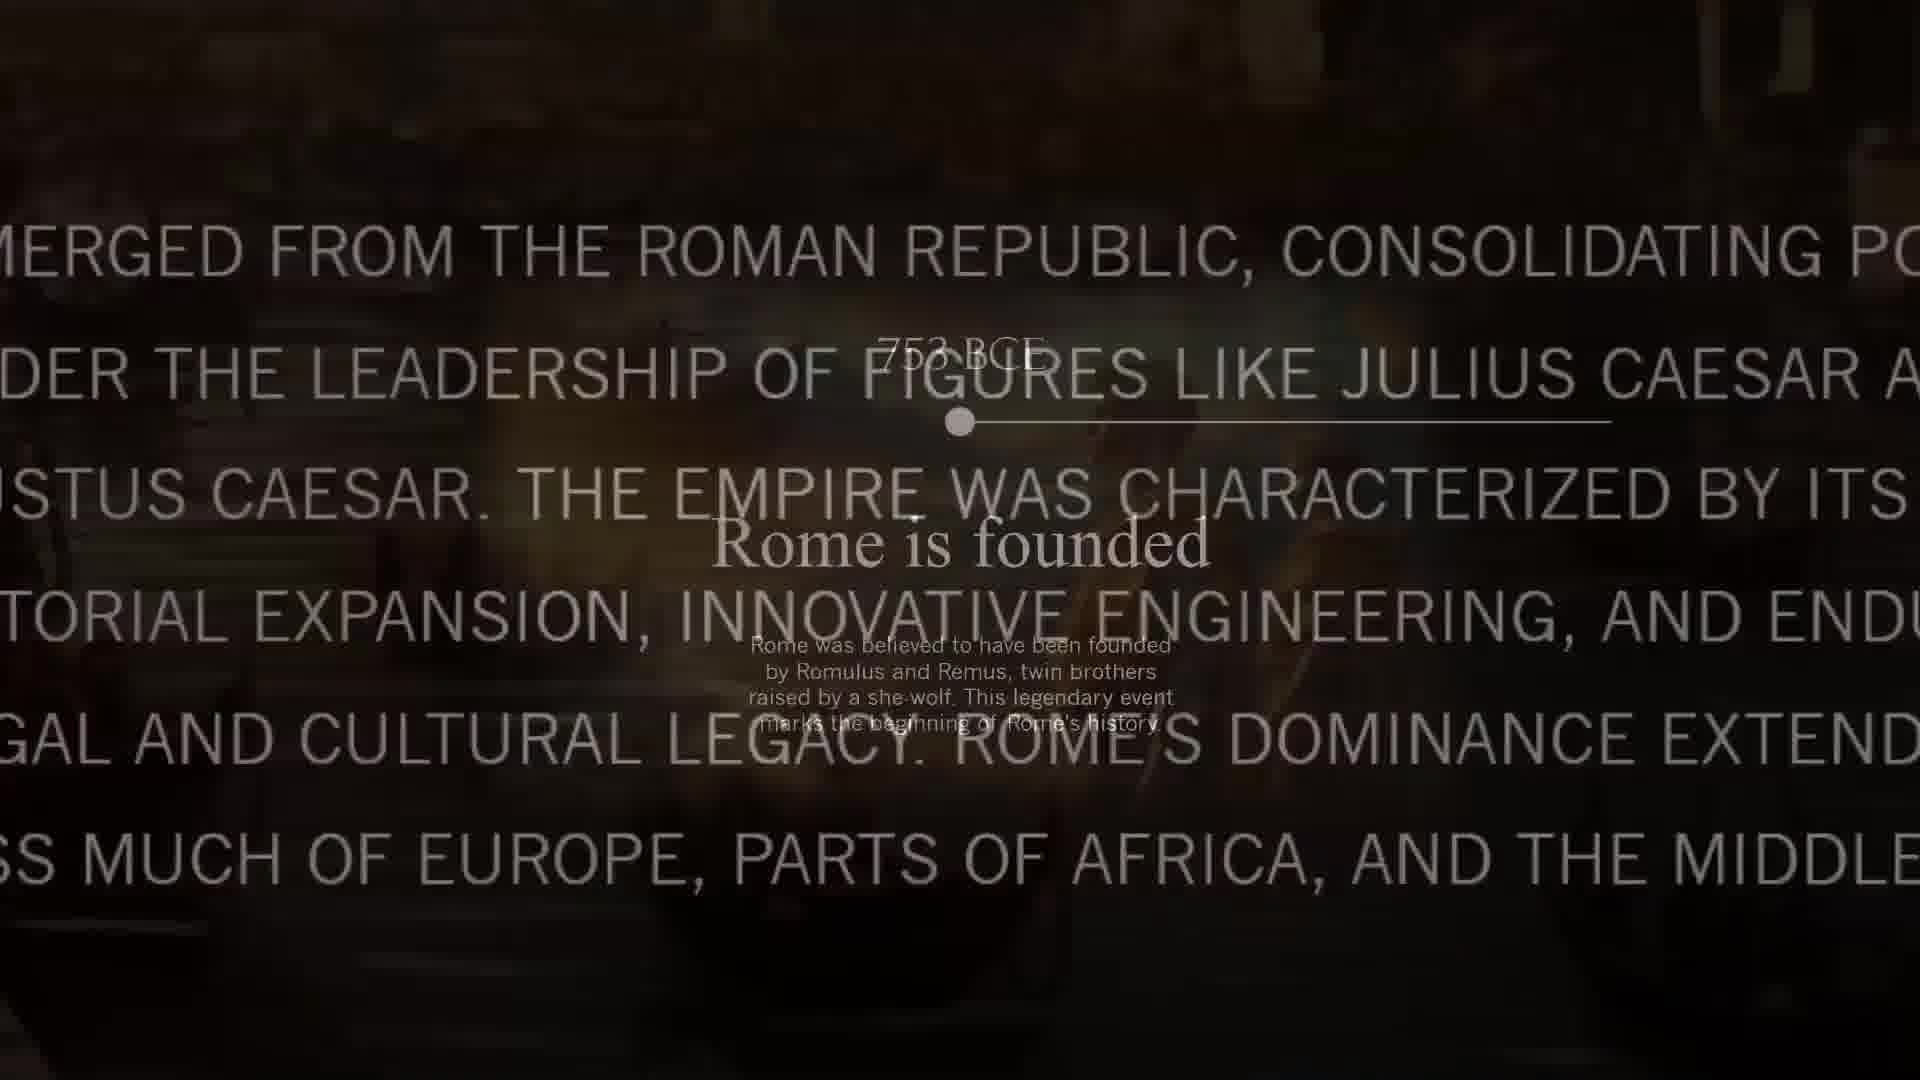 MERGED FROM THE ROMAN REPUBLIC, CONSOLIDATING PO
DER THE LEADERSHIP OF FIGURES LIKE JULIUS CAESAR A
USTUS CAESAR. THE EMPIRE WAS CHARACTERIZED BY ITS
TORIAL EXPANSION, INNOVATIVE ENGINEERING, AND ENDU
GAL AND CULTURAL LEGACY. ROME'S DOMINANCE EXTEND
SS MUCH OF EUROPE, PARTS OF AFRICA, AND THE MIDDLE
753 BCE
Rome is founded
Rome was believed to have been founded
by Romulus and Remus, twin brothers
raised by a she-wolf. This legendary event
marks the beginning of Rome's history.